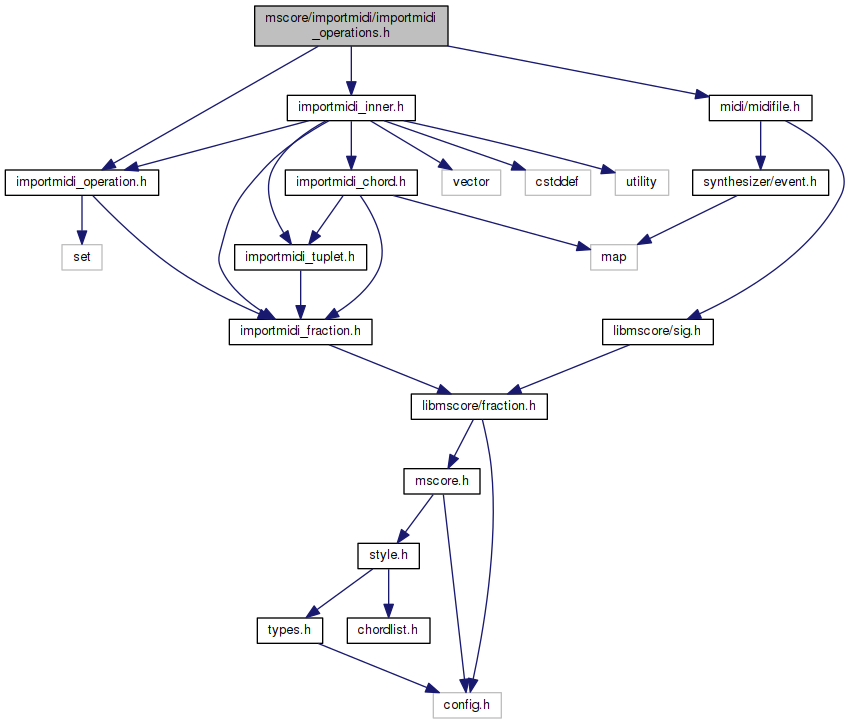 mscore/importmidi/importmidi
_operations.h
importmidi_inner.h
midi/midifile.h
importmidi_operation.h
importmidi_chord.h
vector
cstddef
utility
synthesizer/event.h
set
importmidi_tuplet.h
map
importmidi_fraction.h
libmscore/sig.h
libmscore/fraction.h
mscore.h
style.h
types.h
chordlist.h
config.h